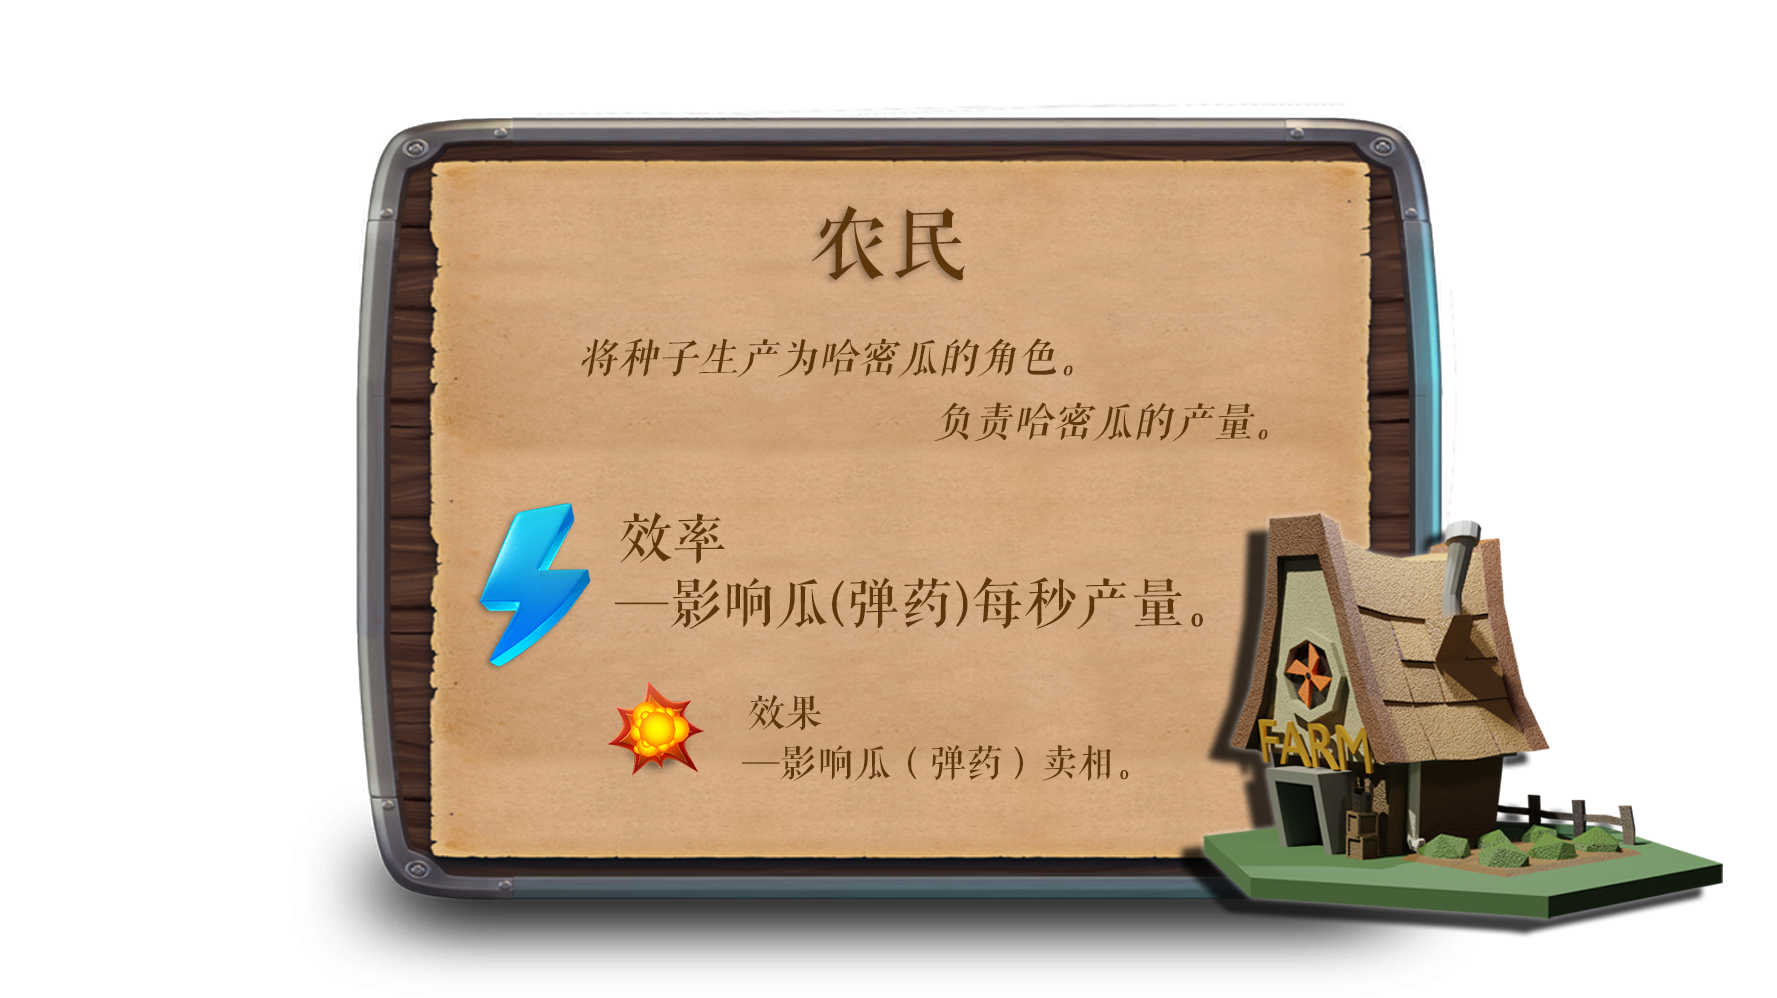 农民
将种子生产为哈密瓜的角色。
负责哈密瓜的产量。
效率
—影响瓜(弹药)每秒产量。
效果
—影响瓜（弹药）卖相。
FARM